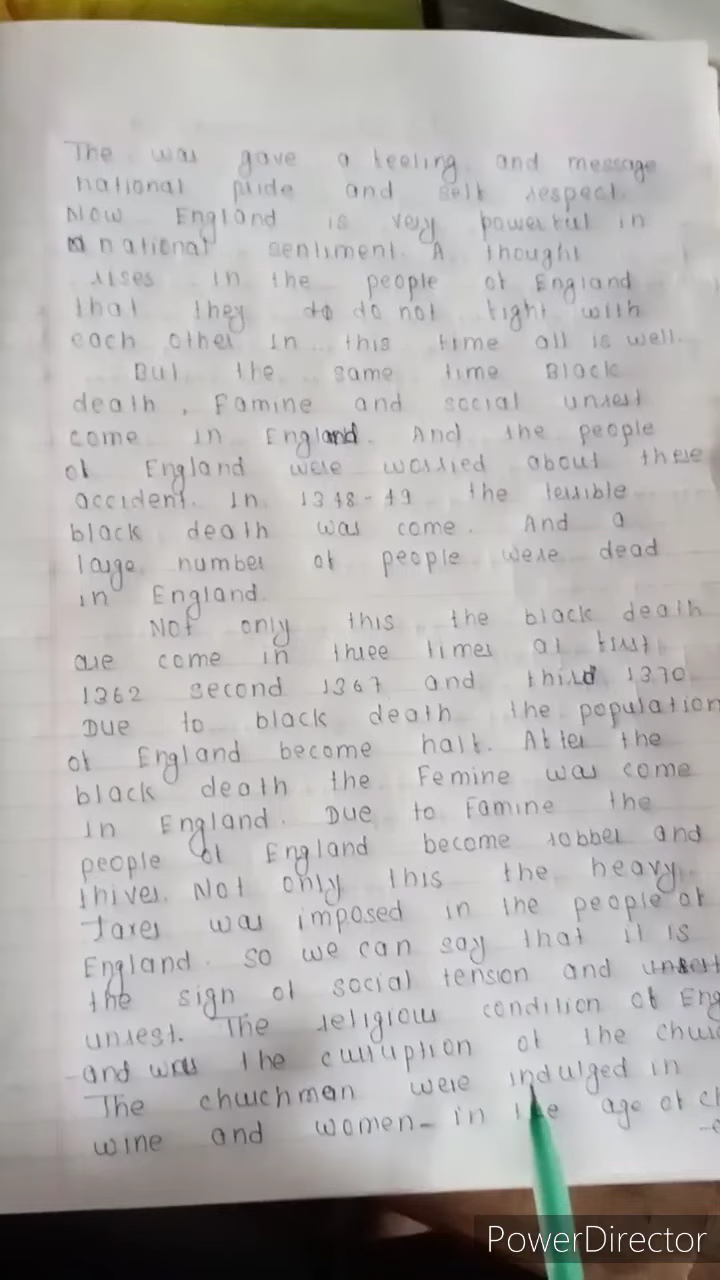 The was gave a feeling and message
national pride and self respect.
Now England is very powerful in
national sentiment. A thought
rises in the people of England
that they do do not fight with
each other in this time all is well.
But the same time Black
death, Famine and social unrest
come in England. And the people
of England were worried about these
accident. In 1348-49 the terrible
black death was come. And a
large number of people were dead
in England.
Not only this the black death
are come in three times at first
1362 second 1367 and third 1370
Due to black death the population
of England become half. After the
black death the Femine was come
in England. Due to Famine the
people of England become robber and
thives. Not only this the heavy
Taxes was imposed in the people of
England. So we can say that it is
the sign of social tension and unrest
unrest. The religious condition of Eng
and was the curruption of the churc
The churchman were indulged in
wine and women- in the age of ch
PowerDirector